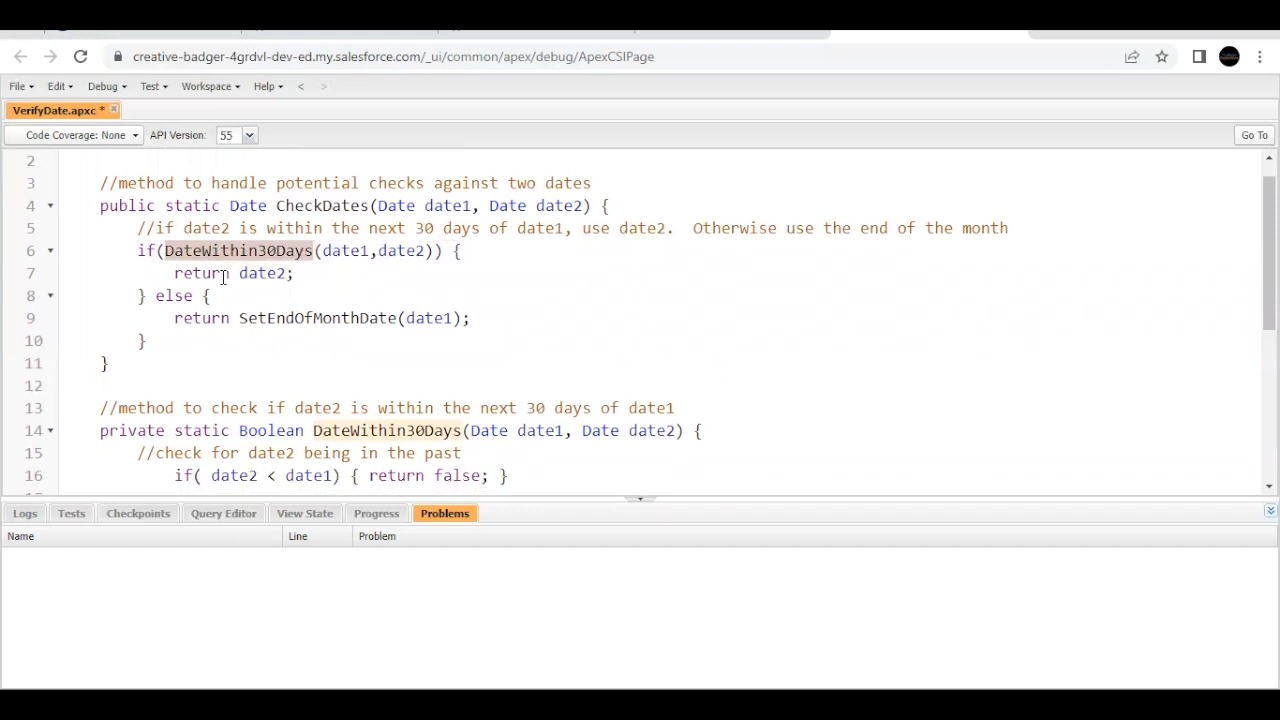 creative-badger-4grdvl-dev-ed.my.salesforce.com/_ui/common/apex/debug/ApexCSIPage
File Edit Debug Test Workspace Help < >
VerifyDate.apxc *
Code Coverage: None API Version: 55 Go To
2
3 //method to handle potential checks against two dates
4 public static Date CheckDates(Date date1, Date date2) {
5 //if date2 is within the next 30 days of date1, use date2.  Otherwise use the end of the month
6 if(DateWithin30Days(date1,date2)) {
7 return date2;
8 } else {
9 return SetEndOfMonthDate(date1);
10 }
11 }
12
13 //method to check if date2 is within the next 30 days of date1
14 private static Boolean DateWithin30Days(Date date1, Date date2) {
15 //check for date2 being in the past
16 if( date2 < date1) { return false; }
Logs Tests Checkpoints Query Editor View State Progress Problems
Name Line Problem